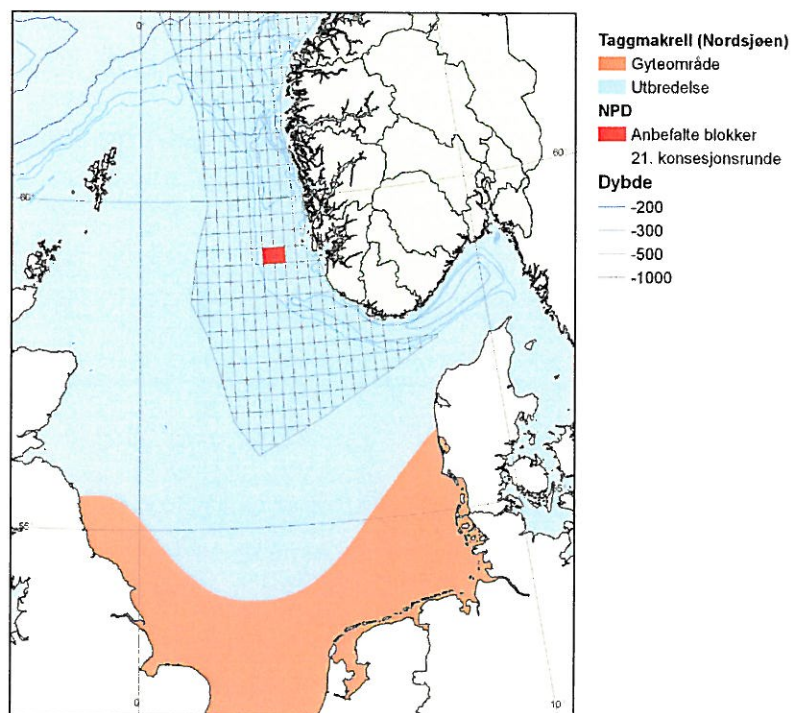 0
60
60
55
55
0
10
Taggmakrell (Nordsjøen)
Gyteområde
Utbredelse
NPD
Anbefalte blokker
21. konsesjonsrunde
Dybde
-200
-300
-500
-1000